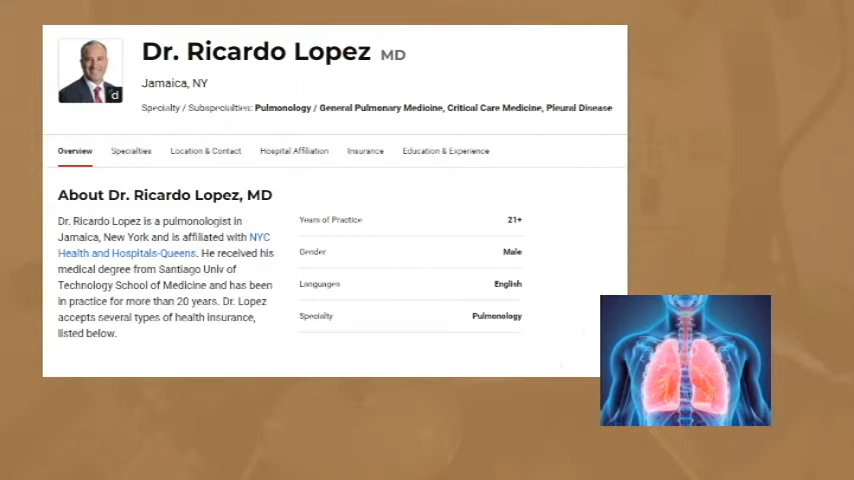 Dr. Ricardo Lopez MD
d
Jamaica, NY
Specialty / Subspecialties: Pulmonology / General Pulmonary Medicine, Critical Care Medicine, Pleural Disease
Overview Specialties Location & Contact Hospital Affiliation Insurance Education & Experience
About Dr. Ricardo Lopez, MD
Dr. Ricardo Lopez is a pulmonologist in
Jamaica, New York and is affiliated with NYC
Health and Hospitals-Queens. He received his
medical degree from Santiago Univ of
Technology School of Medicine and has been
in practice for more than 20 years. Dr. Lopez
accepts several types of health insurance,
listed below.
Years of Practice 21+
Gender Male
Languages English
Specialty Pulmonology